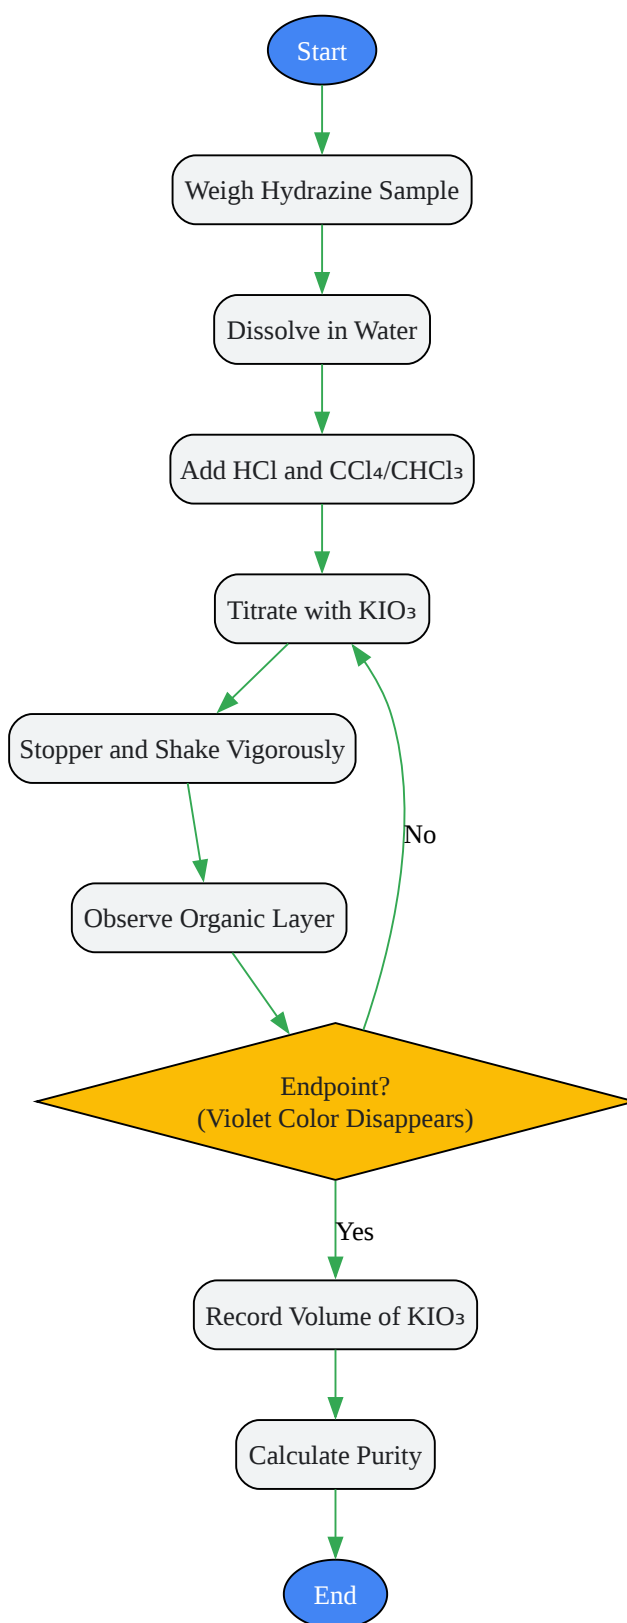 Start
Weigh Hydrazine Sample
Dissolve in Water
Add HCl and CCl₄/CHCl₃
Titrate with KIO₃
Stopper and Shake Vigorously
No
Observe Organic Layer
Endpoint?
(Violet Color Disappears)
Yes
Record Volume of KIO₃
Calculate Purity
End